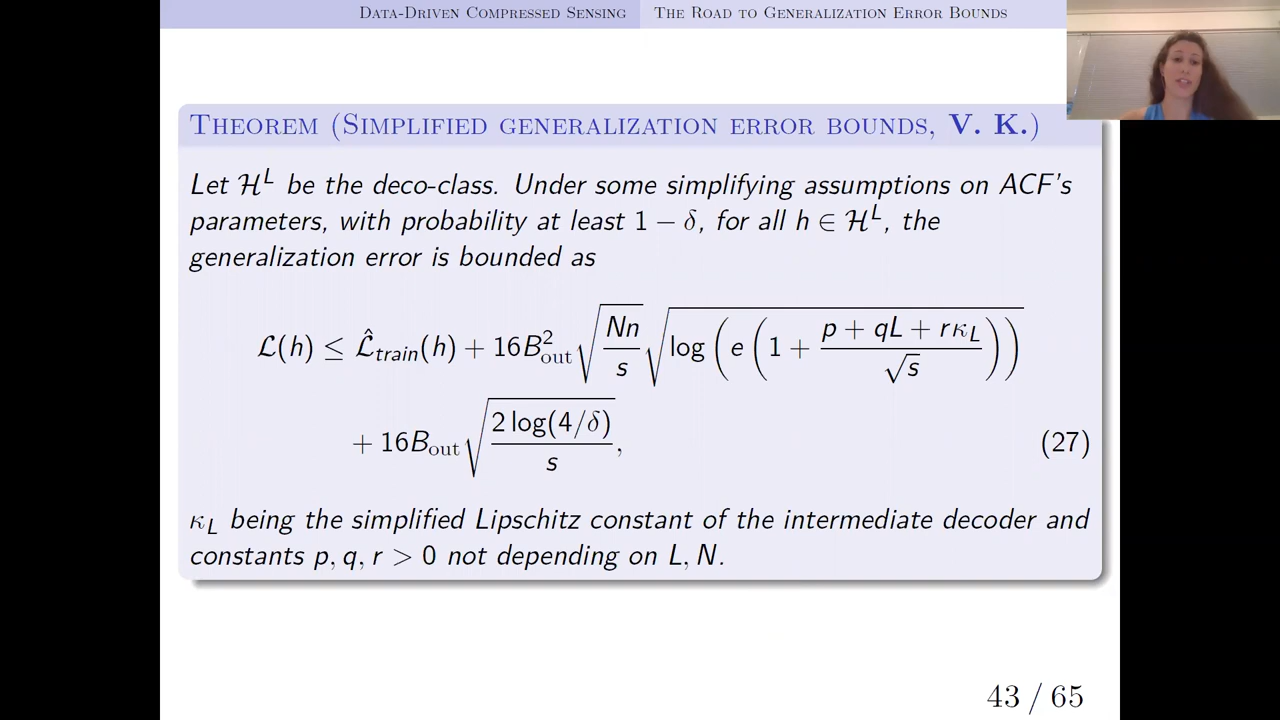 Data-Driven Compressed Sensing The Road to Generalization Error Bounds
Theorem (Simplified generalization error bounds, V. K.)
Let ℋ^L be the deco-class. Under some simplifying assumptions on ACF's
parameters, with probability at least 1 − δ, for all h ∈ ℋ^L, the
generalization error is bounded as
ℒ(h) ≤ ℒ̂_train(h) + 16B²_out √(Nn/s) √(log(e(1 + (p + qL + rκ_L)/√s)))
+ 16B_out √(2 log(4/δ)/s), (27)
κ_L being the simplified Lipschitz constant of the intermediate decoder and
constants p, q, r > 0 not depending on L, N.
43 / 65